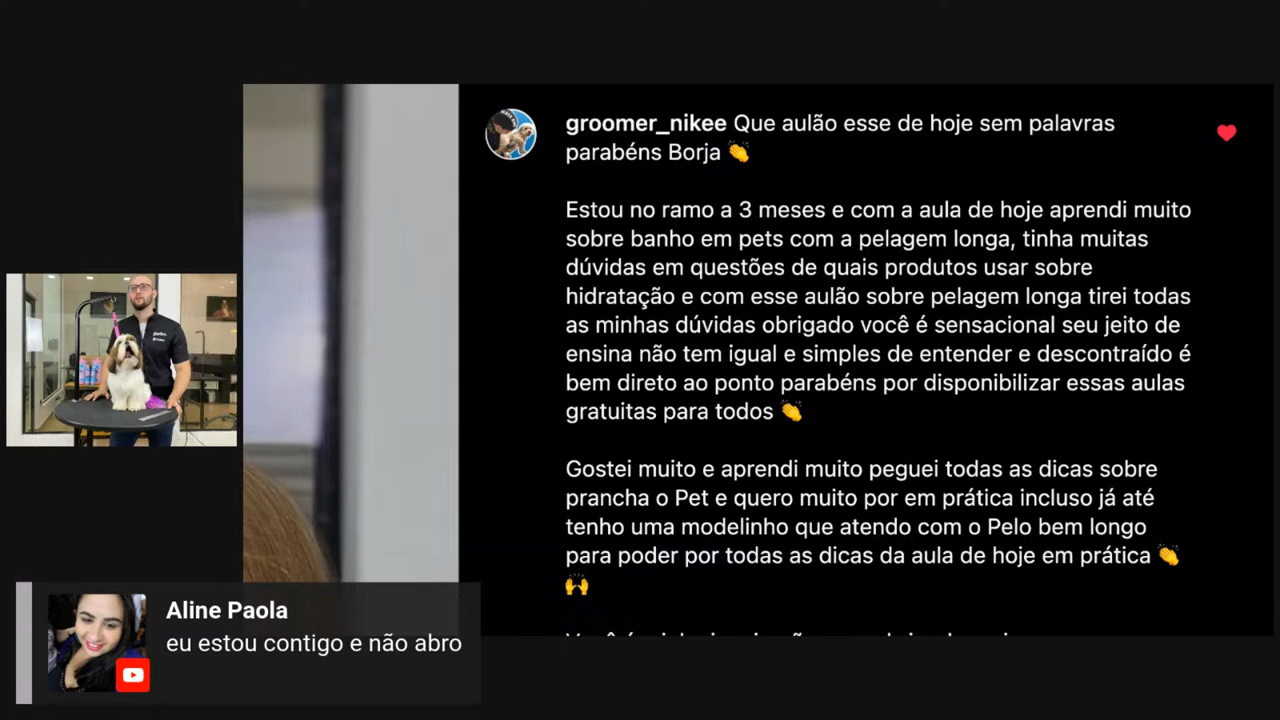 groomer_nikee Que aulão esse de hoje sem palavras
parabéns Borja 👏
Estou no ramo a 3 meses e com a aula de hoje aprendi muito
sobre banho em pets com a pelagem longa, tinha muitas
dúvidas em questões de quais produtos usar sobre
hidratação e com esse aulão sobre pelagem longa tirei todas
as minhas dúvidas obrigado você é sensacional seu jeito de
ensina não tem igual e simples de entender e descontraído é
bem direto ao ponto parabéns por disponibilizar essas aulas
gratuitas para todos 👏
Gostei muito e aprendi muito peguei todas as dicas sobre
prancha o Pet e quero muito por em prática incluso já até
tenho uma modelinho que atendo com o Pelo bem longo
para poder por todas as dicas da aula de hoje em prática 👏
🙌
Aline Paola
eu estou contigo e não abro